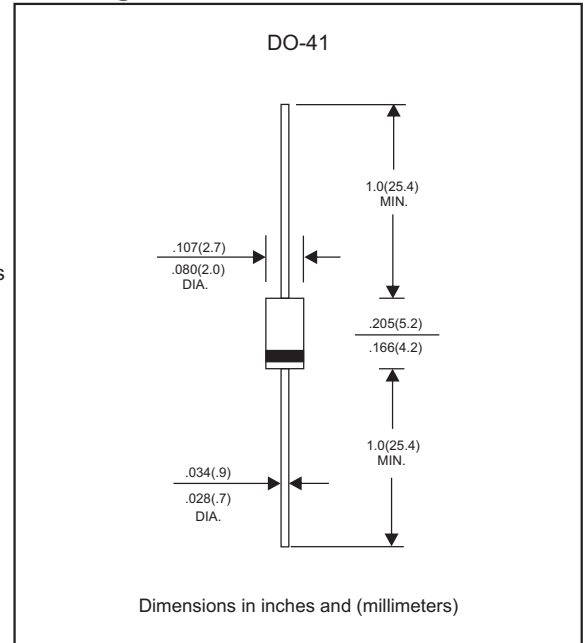 DO-41
1.0(25.4)
MIN.
.107(2.7)
.080(2.0)
DIA.
s
.205(5.2)
.166(4.2)
1.0(25.4)
MIN.
.034(.9)
.028(.7)
DIA.
Dimensions in inches and (millimeters)